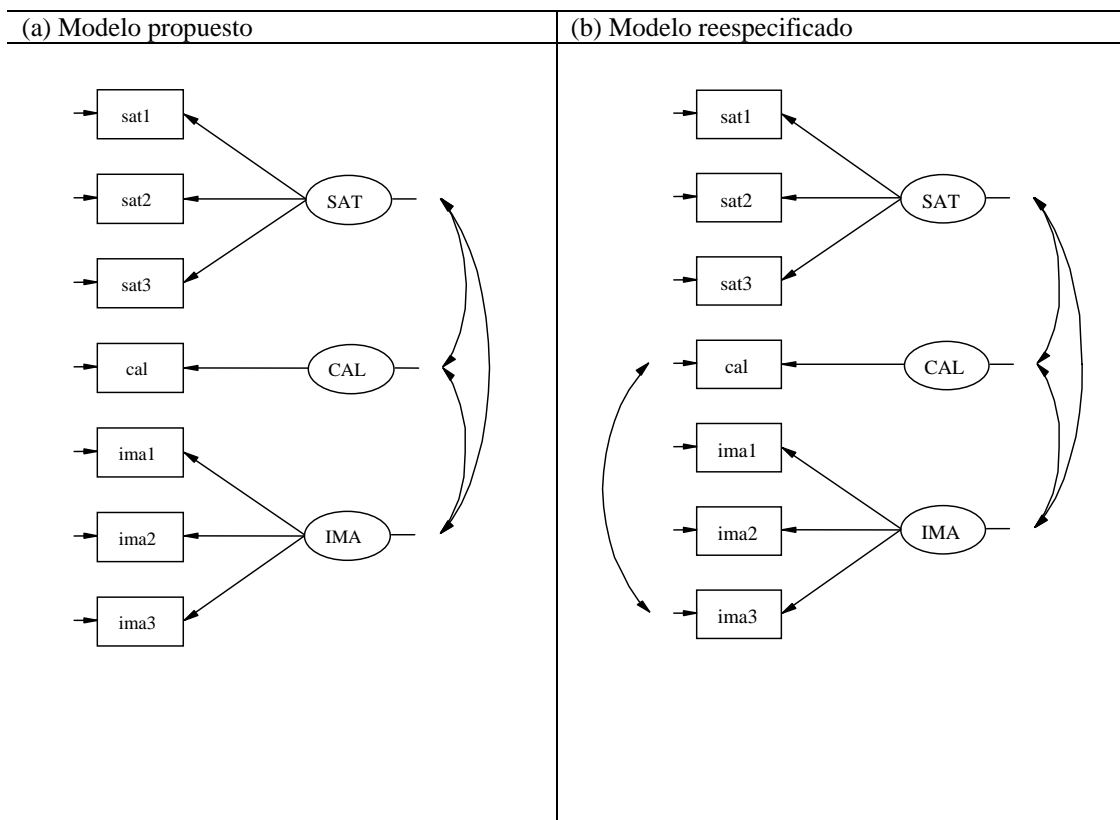 (a) Modelo propuesto
sat1
sat2
SAT
sat3
cal
CAL
ima1
ima2
IMA
ima3
(b) Modelo reespecificado
sat1
sat2
SAT
sat3
cal
CAL
ima1
ima2
IMA
ima3